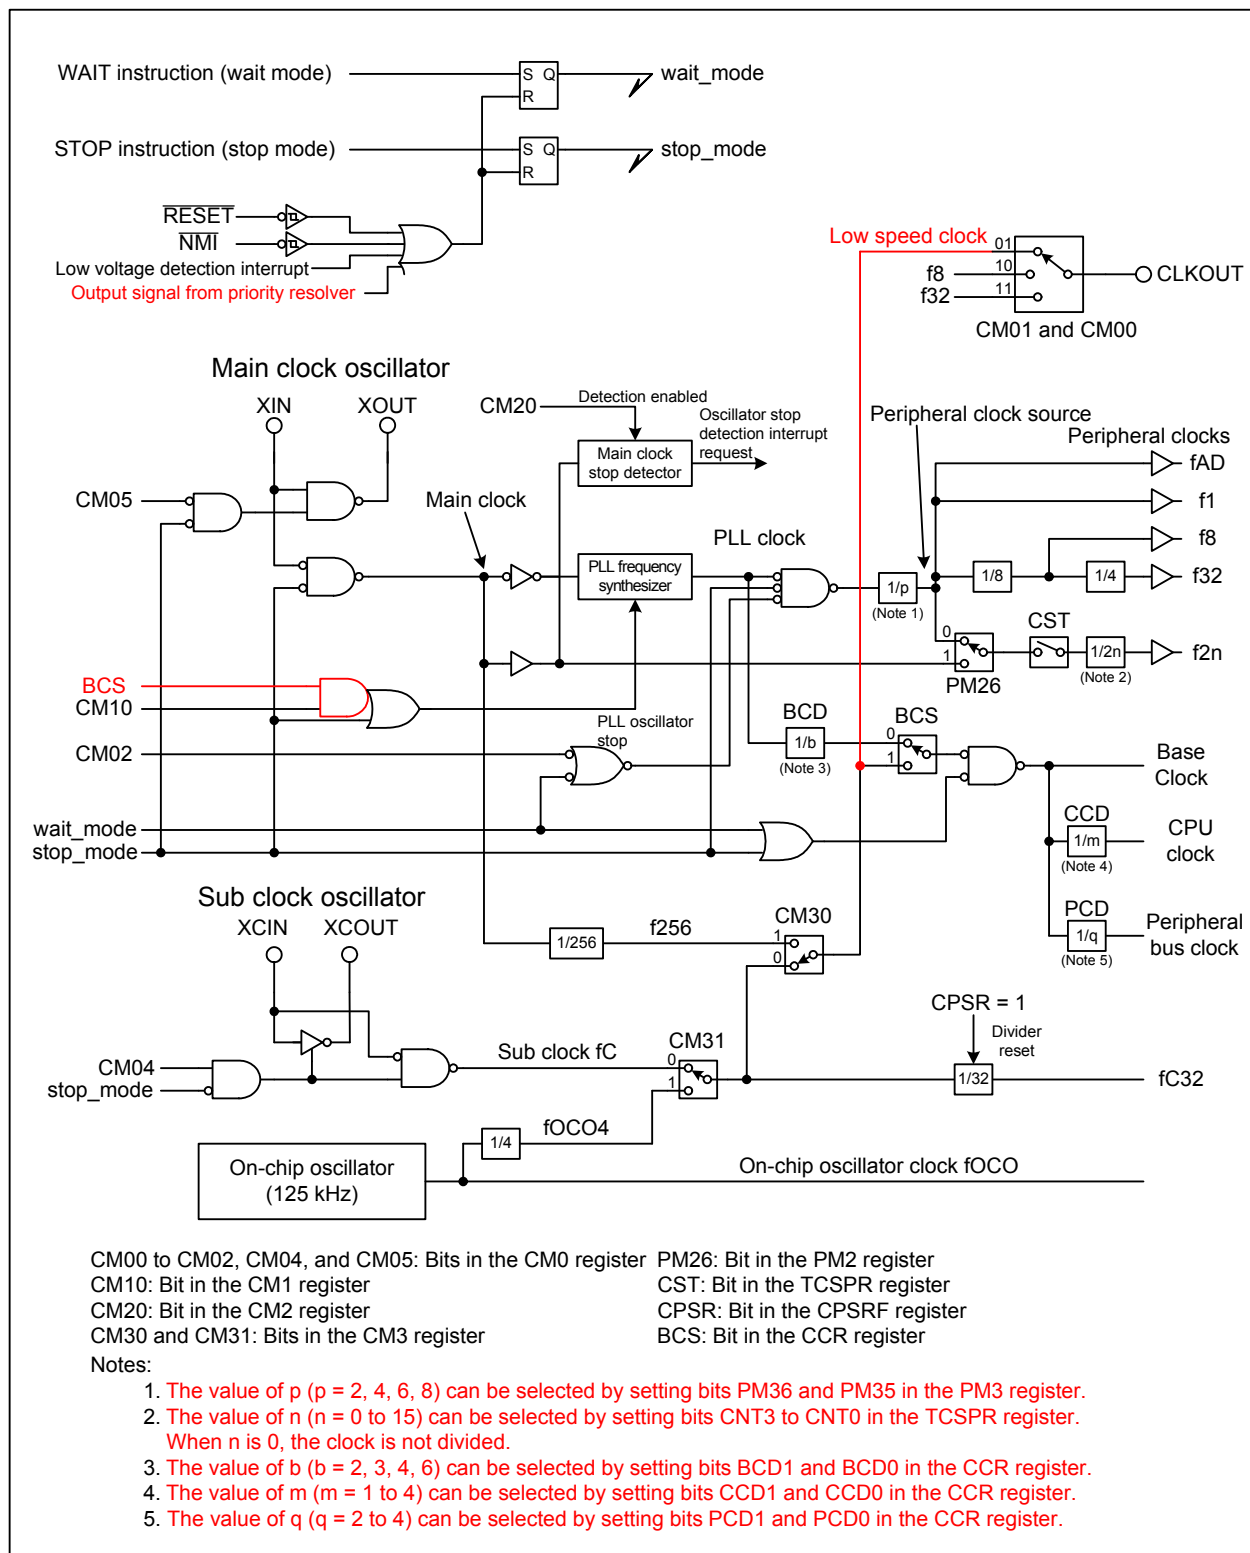 WAIT instruction (wait mode)
S Q
R
wait_mode
STOP instruction (stop mode)
S Q
R
stop_mode
RESET
NMI
Low voltage detection interrupt
Output signal from priority resolver
Low speed clock
01
f8
10
f32
11
CLKOUT
CM01 and CM00
Main clock oscillator
XIN
XOUT
CM20
Detection enabled
Oscillator stop
detection interrupt
request
Main clock
stop detector
Peripheral clock source
Peripheral clocks
fAD
CM05
Main clock
f1
PLL clock
f8
PLL frequency
synthesizer
1/p
(Note 1)
1/8
1/4
f32
CST
0
1
PM26
1/2n
(Note 2)
f2n
BCS
CM10
PLL oscillator
stop
CM02
BCD
1/b
(Note 3)
BCS
0
1
Base
Clock
wait_mode
stop_mode
CCD
1/m
(Note 4)
CPU
clock
Sub clock oscillator
XCIN
XCOUT
1/256
f256
CM30
1
0
PCD
1/q
(Note 5)
Peripheral
bus clock
CPSR = 1
Divider
reset
CM04
stop_mode
Sub clock fC
CM31
0
1
1/32
fC32
1/4
fOCO4
On-chip oscillator
(125 kHz)
On-chip oscillator clock fOCO
CM00 to CM02, CM04, and CM05: Bits in the CM0 register
PM26: Bit in the PM2 register
CM10: Bit in the CM1 register
CST: Bit in the TCSPR register
CM20: Bit in the CM2 register
CPSR: Bit in the CPSRF register
CM30 and CM31: Bits in the CM3 register
BCS: Bit in the CCR register
Notes:
1. The value of p (p = 2, 4, 6, 8) can be selected by setting bits PM36 and PM35 in the PM3 register.
2. The value of n (n = 0 to 15) can be selected by setting bits CNT3 to CNT0 in the TCSPR register.
When n is 0, the clock is not divided.
3. The value of b (b = 2, 3, 4, 6) can be selected by setting bits BCD1 and BCD0 in the CCR register.
4. The value of m (m = 1 to 4) can be selected by setting bits CCD1 and CCD0 in the CCR register.
5. The value of q (q = 2 to 4) can be selected by setting bits PCD1 and PCD0 in the CCR register.